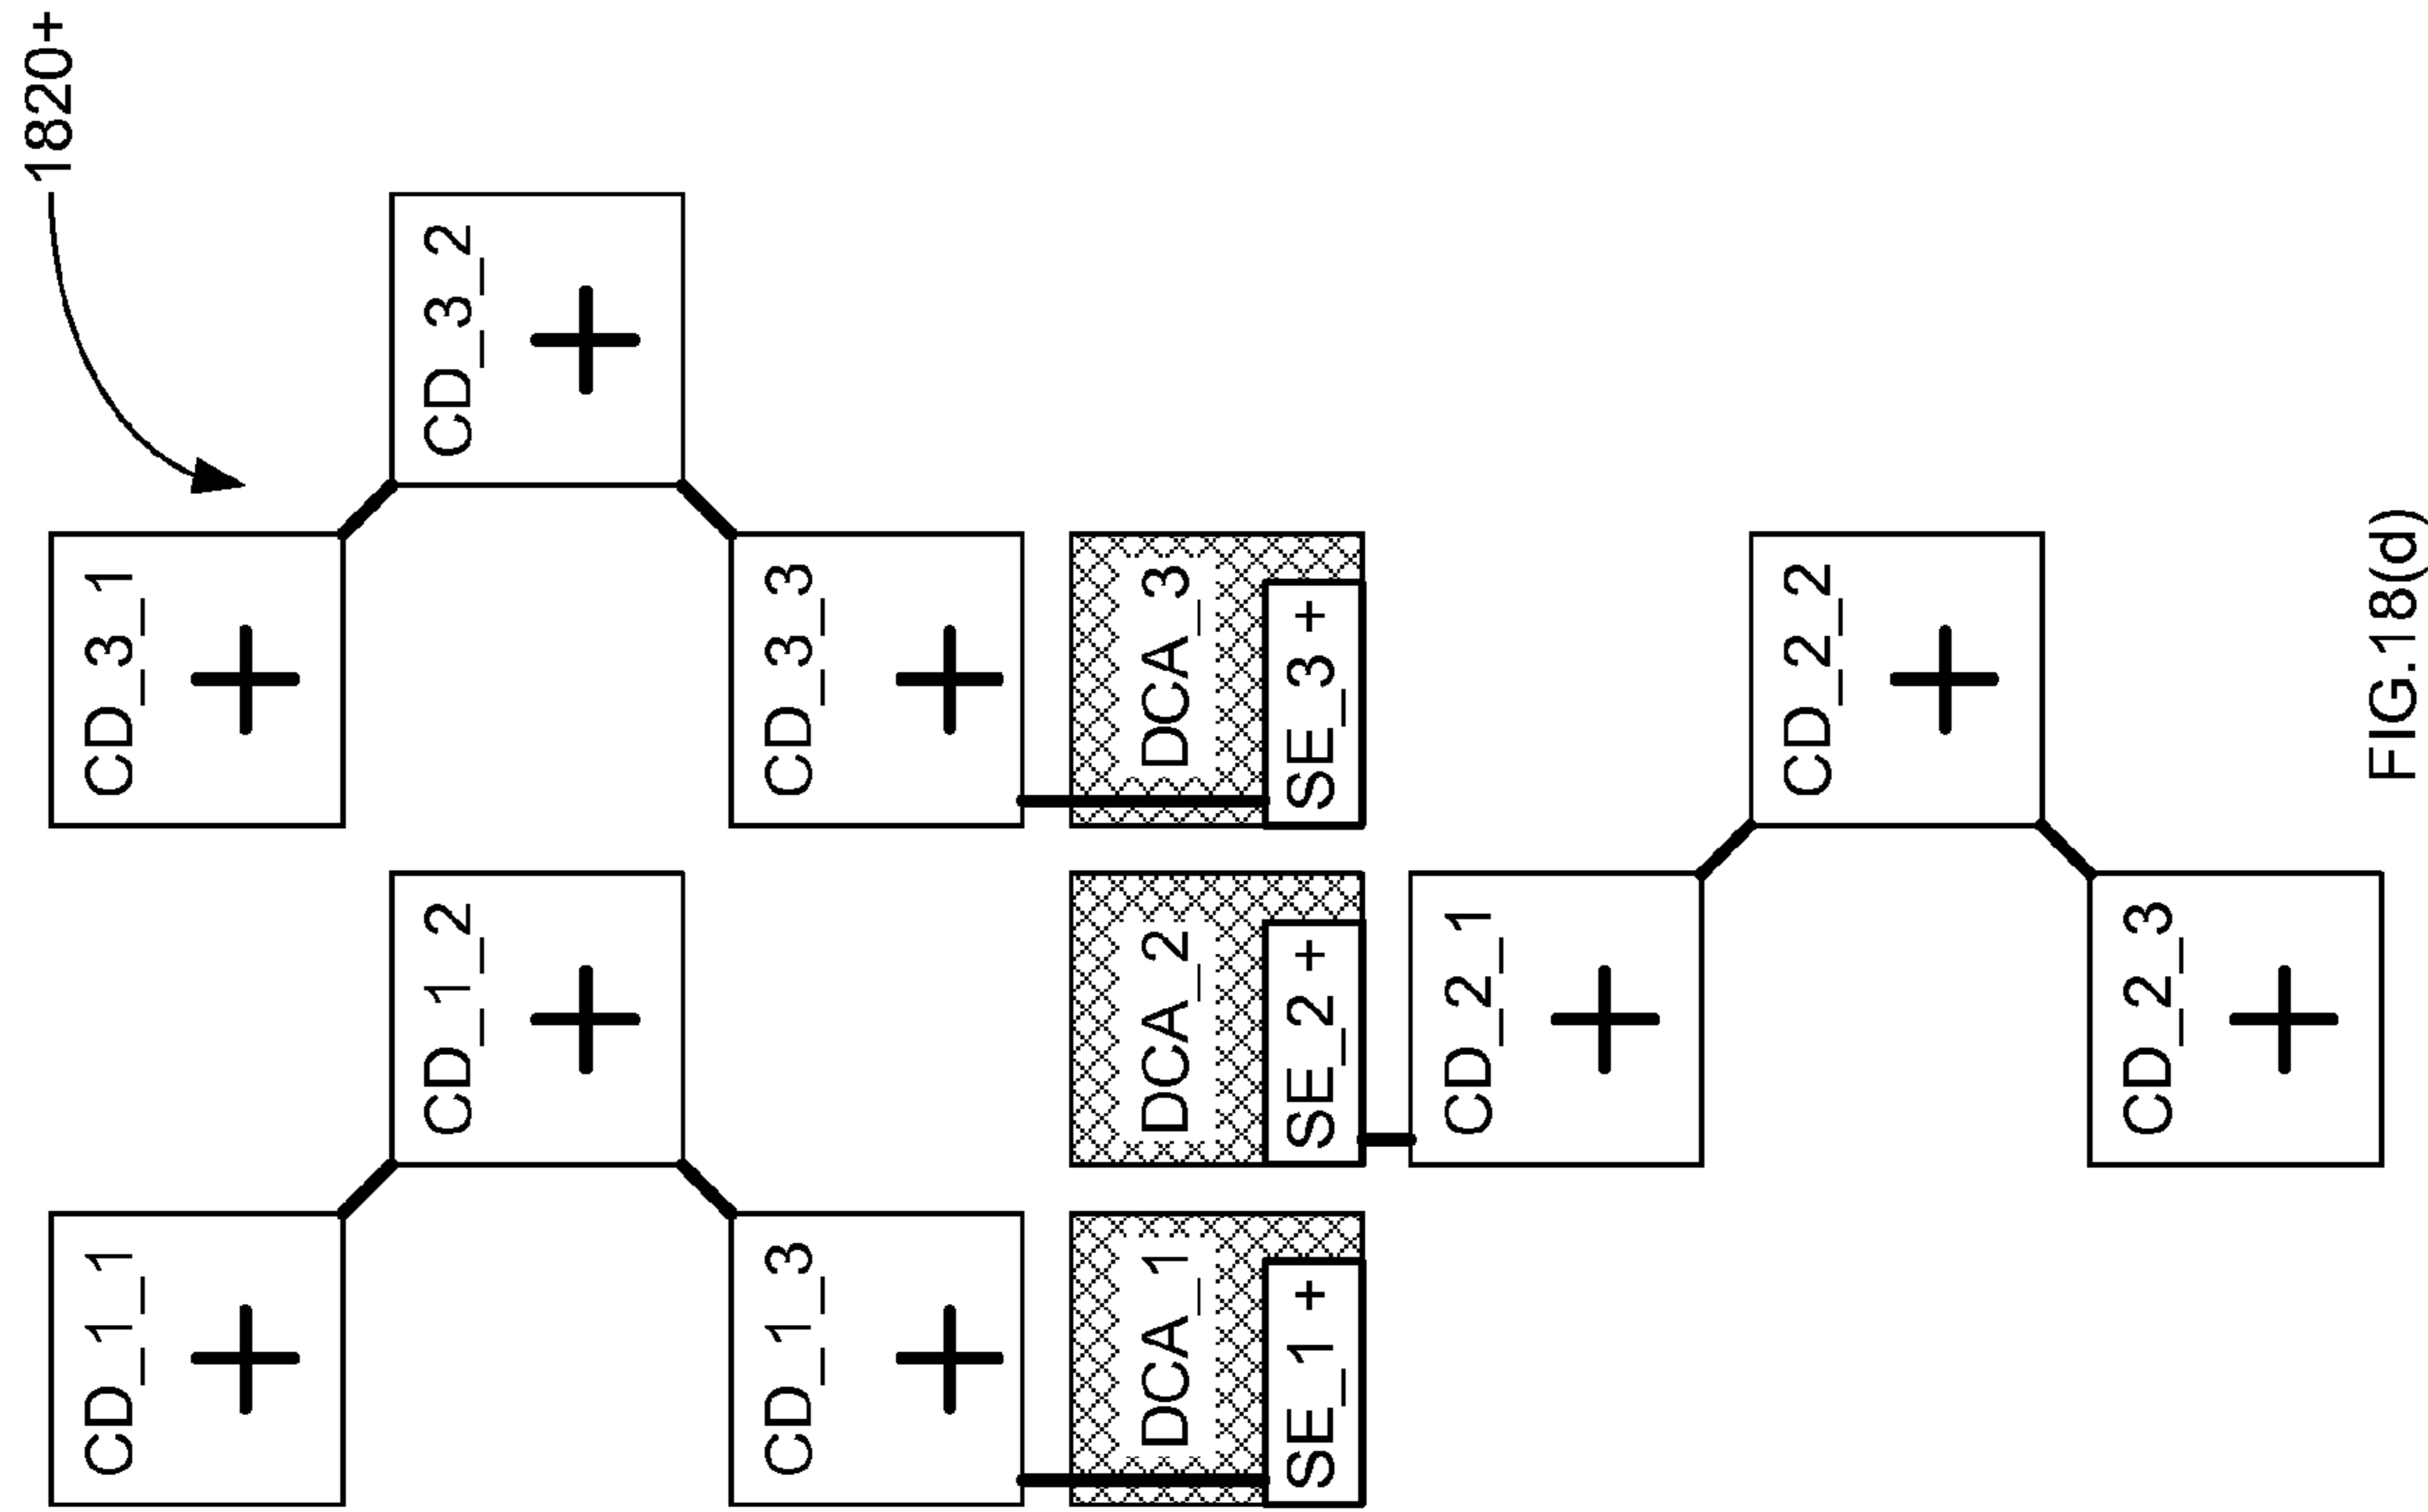 1820+
CD_1_1
CD_3_1
CD_1_2
CD_3_2
CD_1_3
CD_3_3
DCA_1
DCA_2
DCA_3
SE_1 +
SE_2 +
SE_3 +
CD_2_1
CD_2_2
CD_2_3
FIG.18(d)